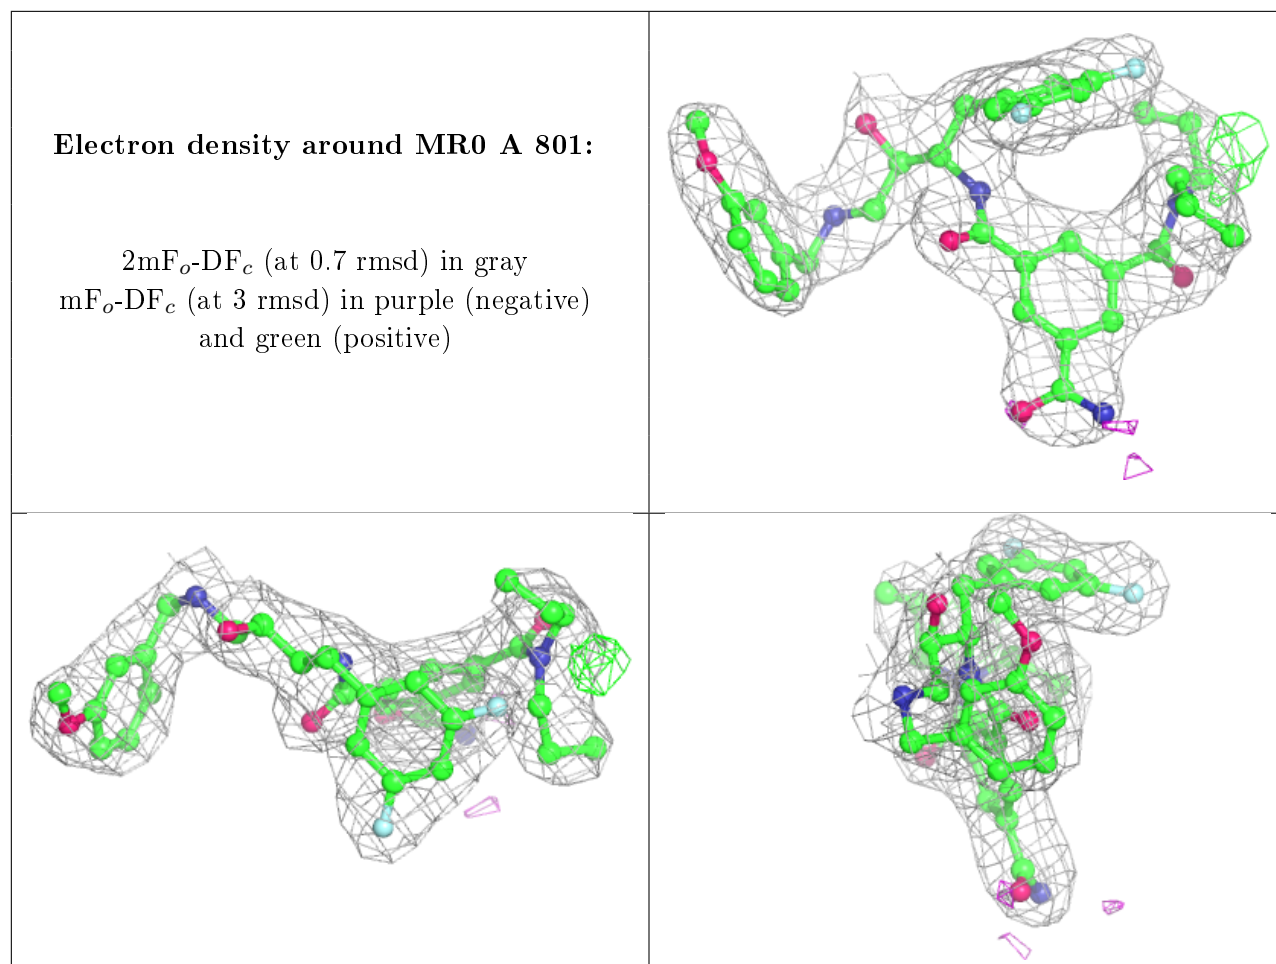 Electron density around MR0 A 801:
2mFo-DFc (at 0.7 rmsd) in gray
mFo-DFc (at 3 rmsd) in purple (negative)
and green (positive)